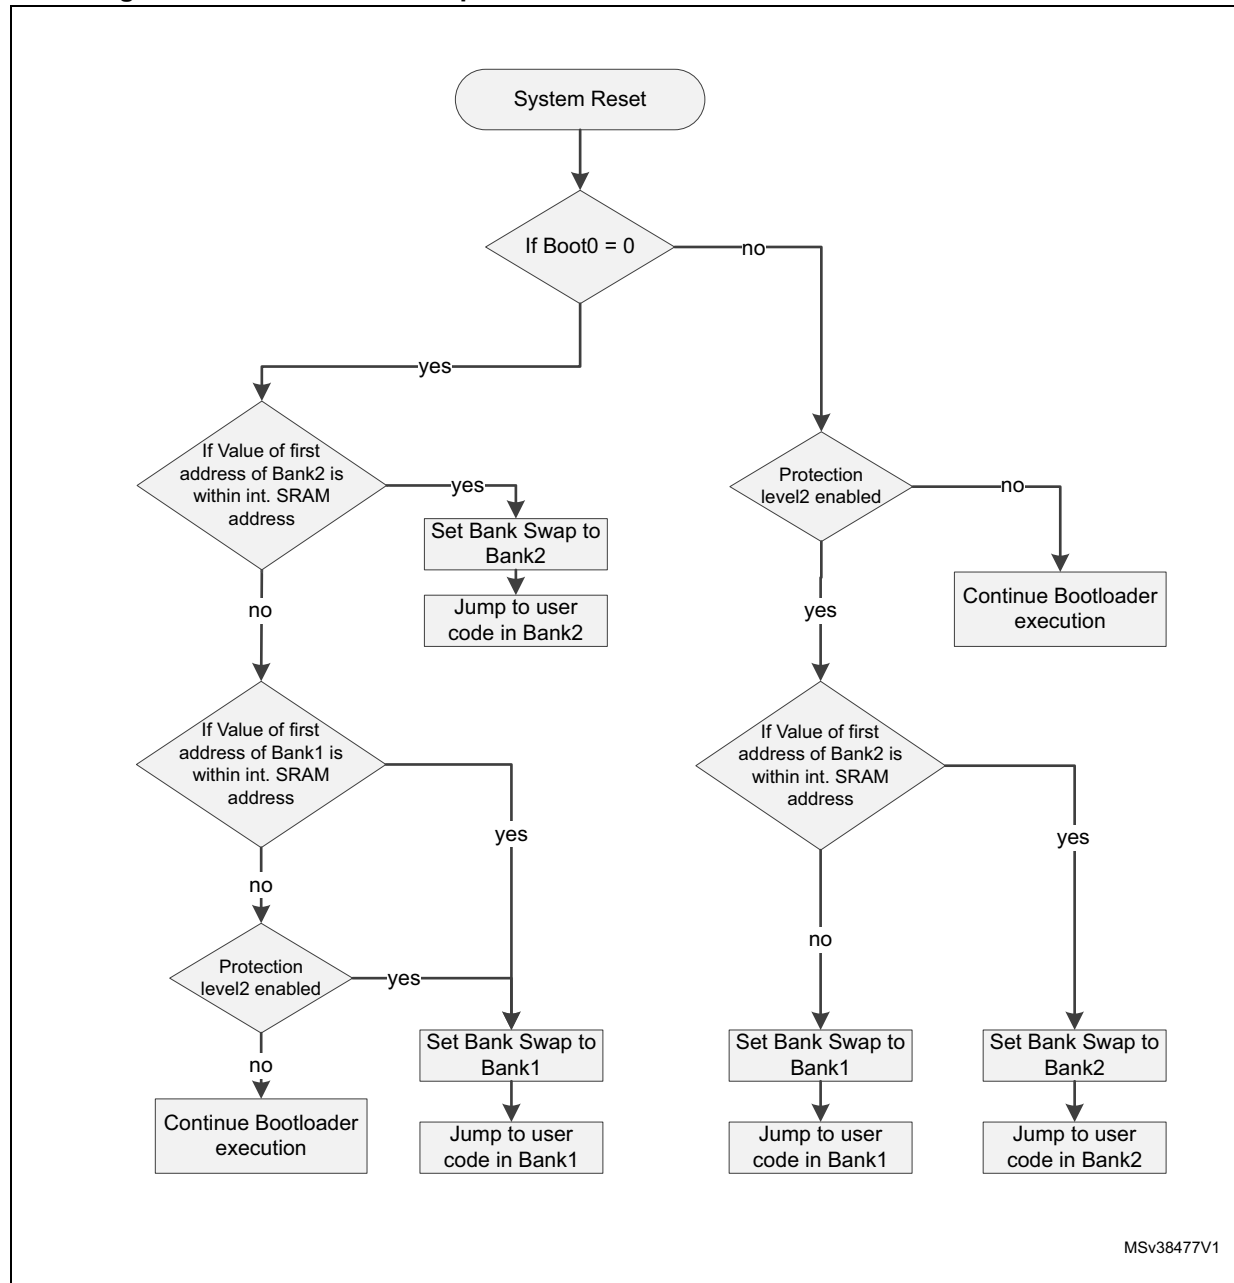 System Reset
If Boot0 = 0
no
yes
If Value of first
address of Bank2 is
within int. SRAM
address
yes
Set Bank Swap to
Bank2
Jump to user
code in Bank2
no
Protection
level2 enabled
no
Continue Bootloader
execution
yes
If Value of first
address of Bank1 is
within int. SRAM
address
yes
no
Protection
level2 enabled
yes
no
Continue Bootloader
execution
Set Bank Swap to
Bank1
Jump to user
code in Bank1
If Value of first
address of Bank2 is
within int. SRAM
address
yes
no
Set Bank Swap to
Bank1
Jump to user
code in Bank1
Set Bank Swap to
Bank2
Jump to user
code in Bank2
MSv38477V1